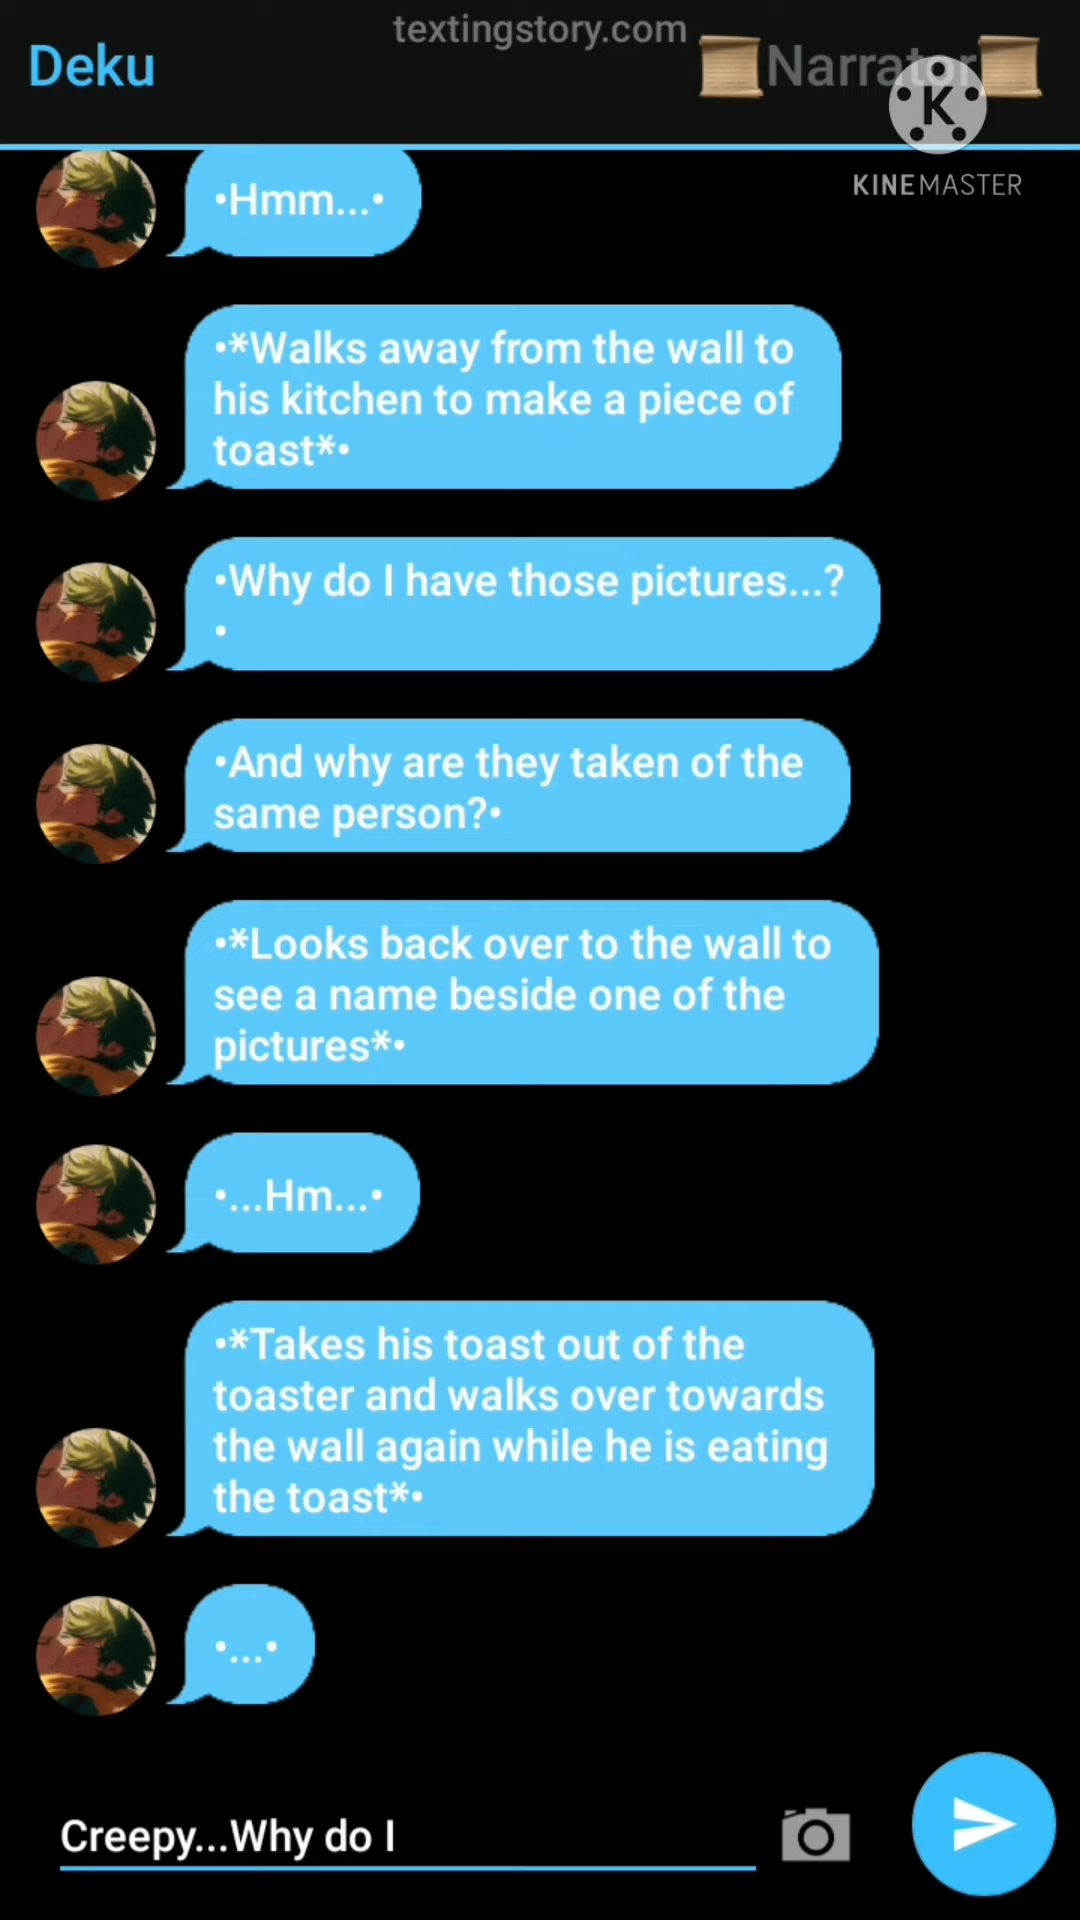 textingstory.com
Deku
Narrator
KINEMASTER
•Hmm...•
•*Walks away from the wall to
his kitchen to make a piece of
toast*•
•Why do I have those pictures...?
•
•And why are they taken of the
same person?•
•*Looks back over to the wall to
see a name beside one of the
pictures*•
•...Hm...•
•*Takes his toast out of the
toaster and walks over towards
the wall again while he is eating
the toast*•
•...•
Creepy...Why do I